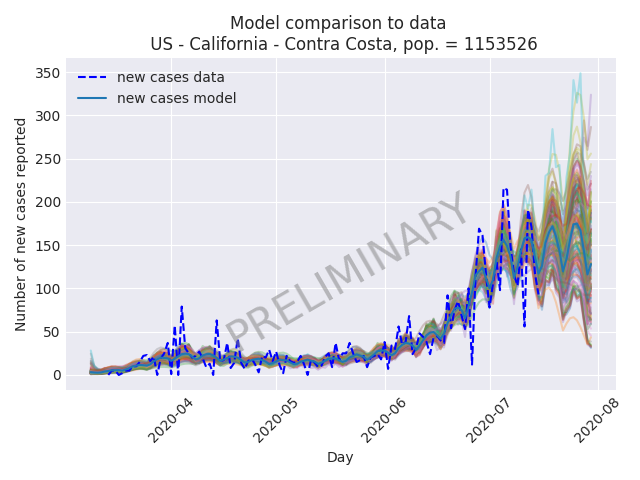 Model comparison to data
US - California - Contra Costa, pop. = 1153526
350
300
250
200
150
100
50
0
Number of new cases reported
new cases data
new cases model
PRELIMINARY
2020-04
2020-05
2020-06
2020-07
2020-08
Day